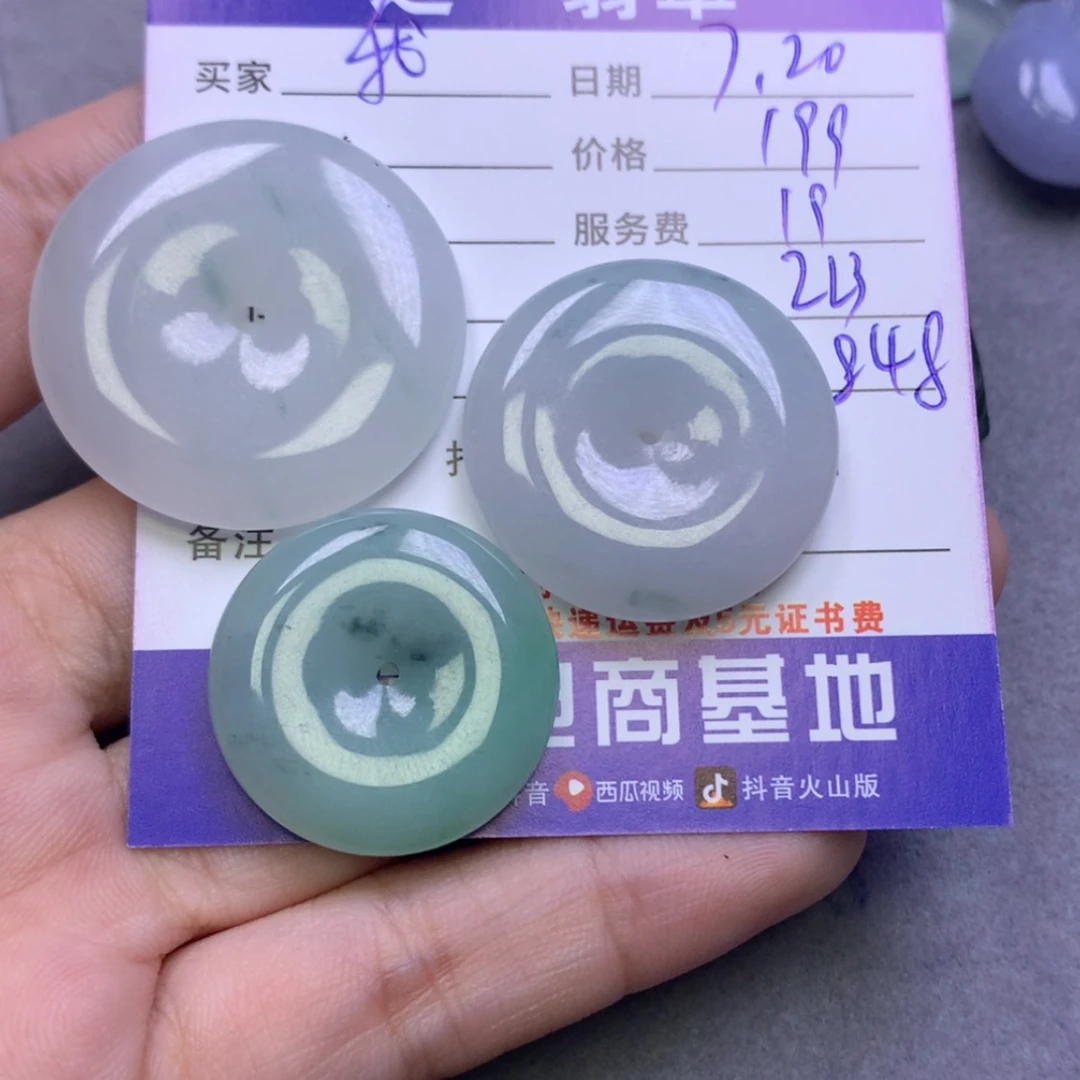 翡翠
买家 日期 7.20
价格 199
服务费 19
213
848
备注
快递运费及5元证书费
电商基地
抖音 西瓜视频 抖音火山版